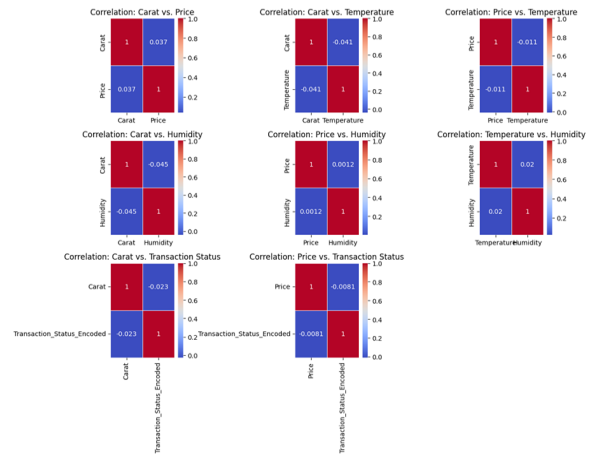 Correlation: Carat vs. Price
1.0
Carat
1
0.037
0.8
0.6
Price
0.037
1
0.4
0.2
Carat
Price
Correlation: Carat vs. Temperature
1.0
Carat
1
-0.041
0.8
0.6
0.4
Temperature
-0.041
1
0.2
0.0
Carat
Temperature
Correlation: Price vs. Temperature
1.0
Price
1
-0.011
0.8
0.6
0.4
Temperature
-0.011
1
0.2
0.0
Price
Temperature
Correlation: Carat vs. Humidity
1.0
Carat
1
-0.045
0.8
0.6
0.4
Humidity
-0.045
1
0.2
0.0
Carat
Humidity
Correlation: Price vs. Humidity
1.0
Price
1
0.0012
0.8
0.6
0.4
Humidity
0.0012
1
0.2
Price
Humidity
Correlation: Temperature vs. Humidity
1.0
Temperature
1
0.02
0.8
0.6
0.4
Humidity
0.02
1
0.2
Temperature
Humidity
Correlation: Carat vs. Transaction Status
1.0
Carat
1
-0.023
0.8
0.6
0.4
Transaction_Status_Encoded
-0.023
1
0.2
0.0
Carat
Transaction_Status_Encoded
Correlation: Price vs. Transaction Status
1.0
Price
1
-0.0081
0.8
0.6
0.4
Transaction_Status_Encoded
-0.0081
1
0.2
0.0
Price
Transaction_Status_Encoded